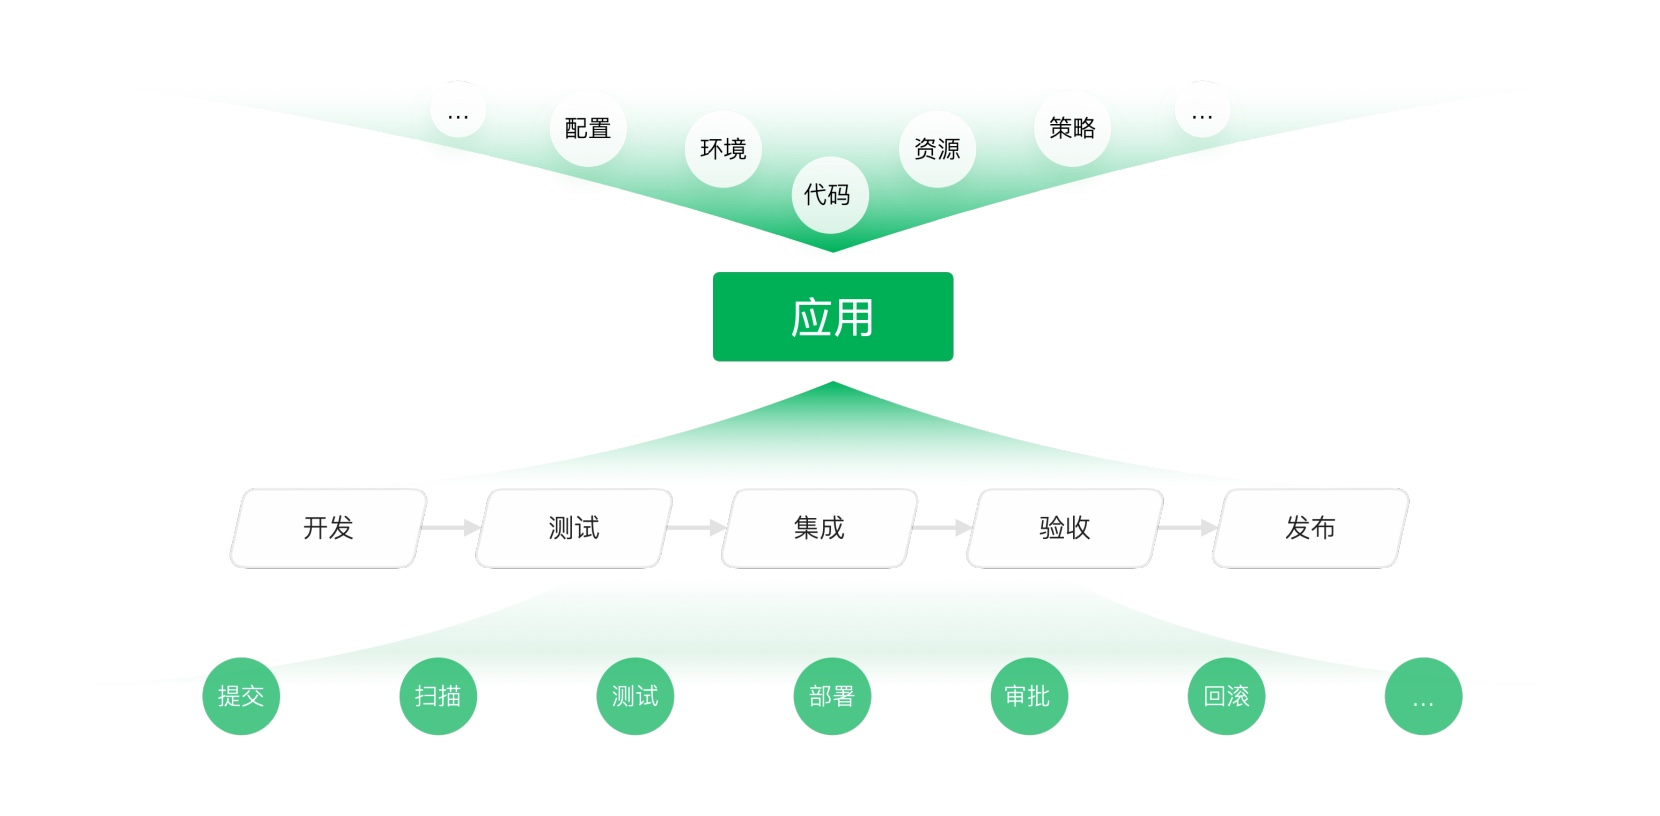 …
配置
环境
代码
资源
策略
…
应用
开发
测试
集成
验收
发布
提交
扫描
测试
部署
审批
回滚
…